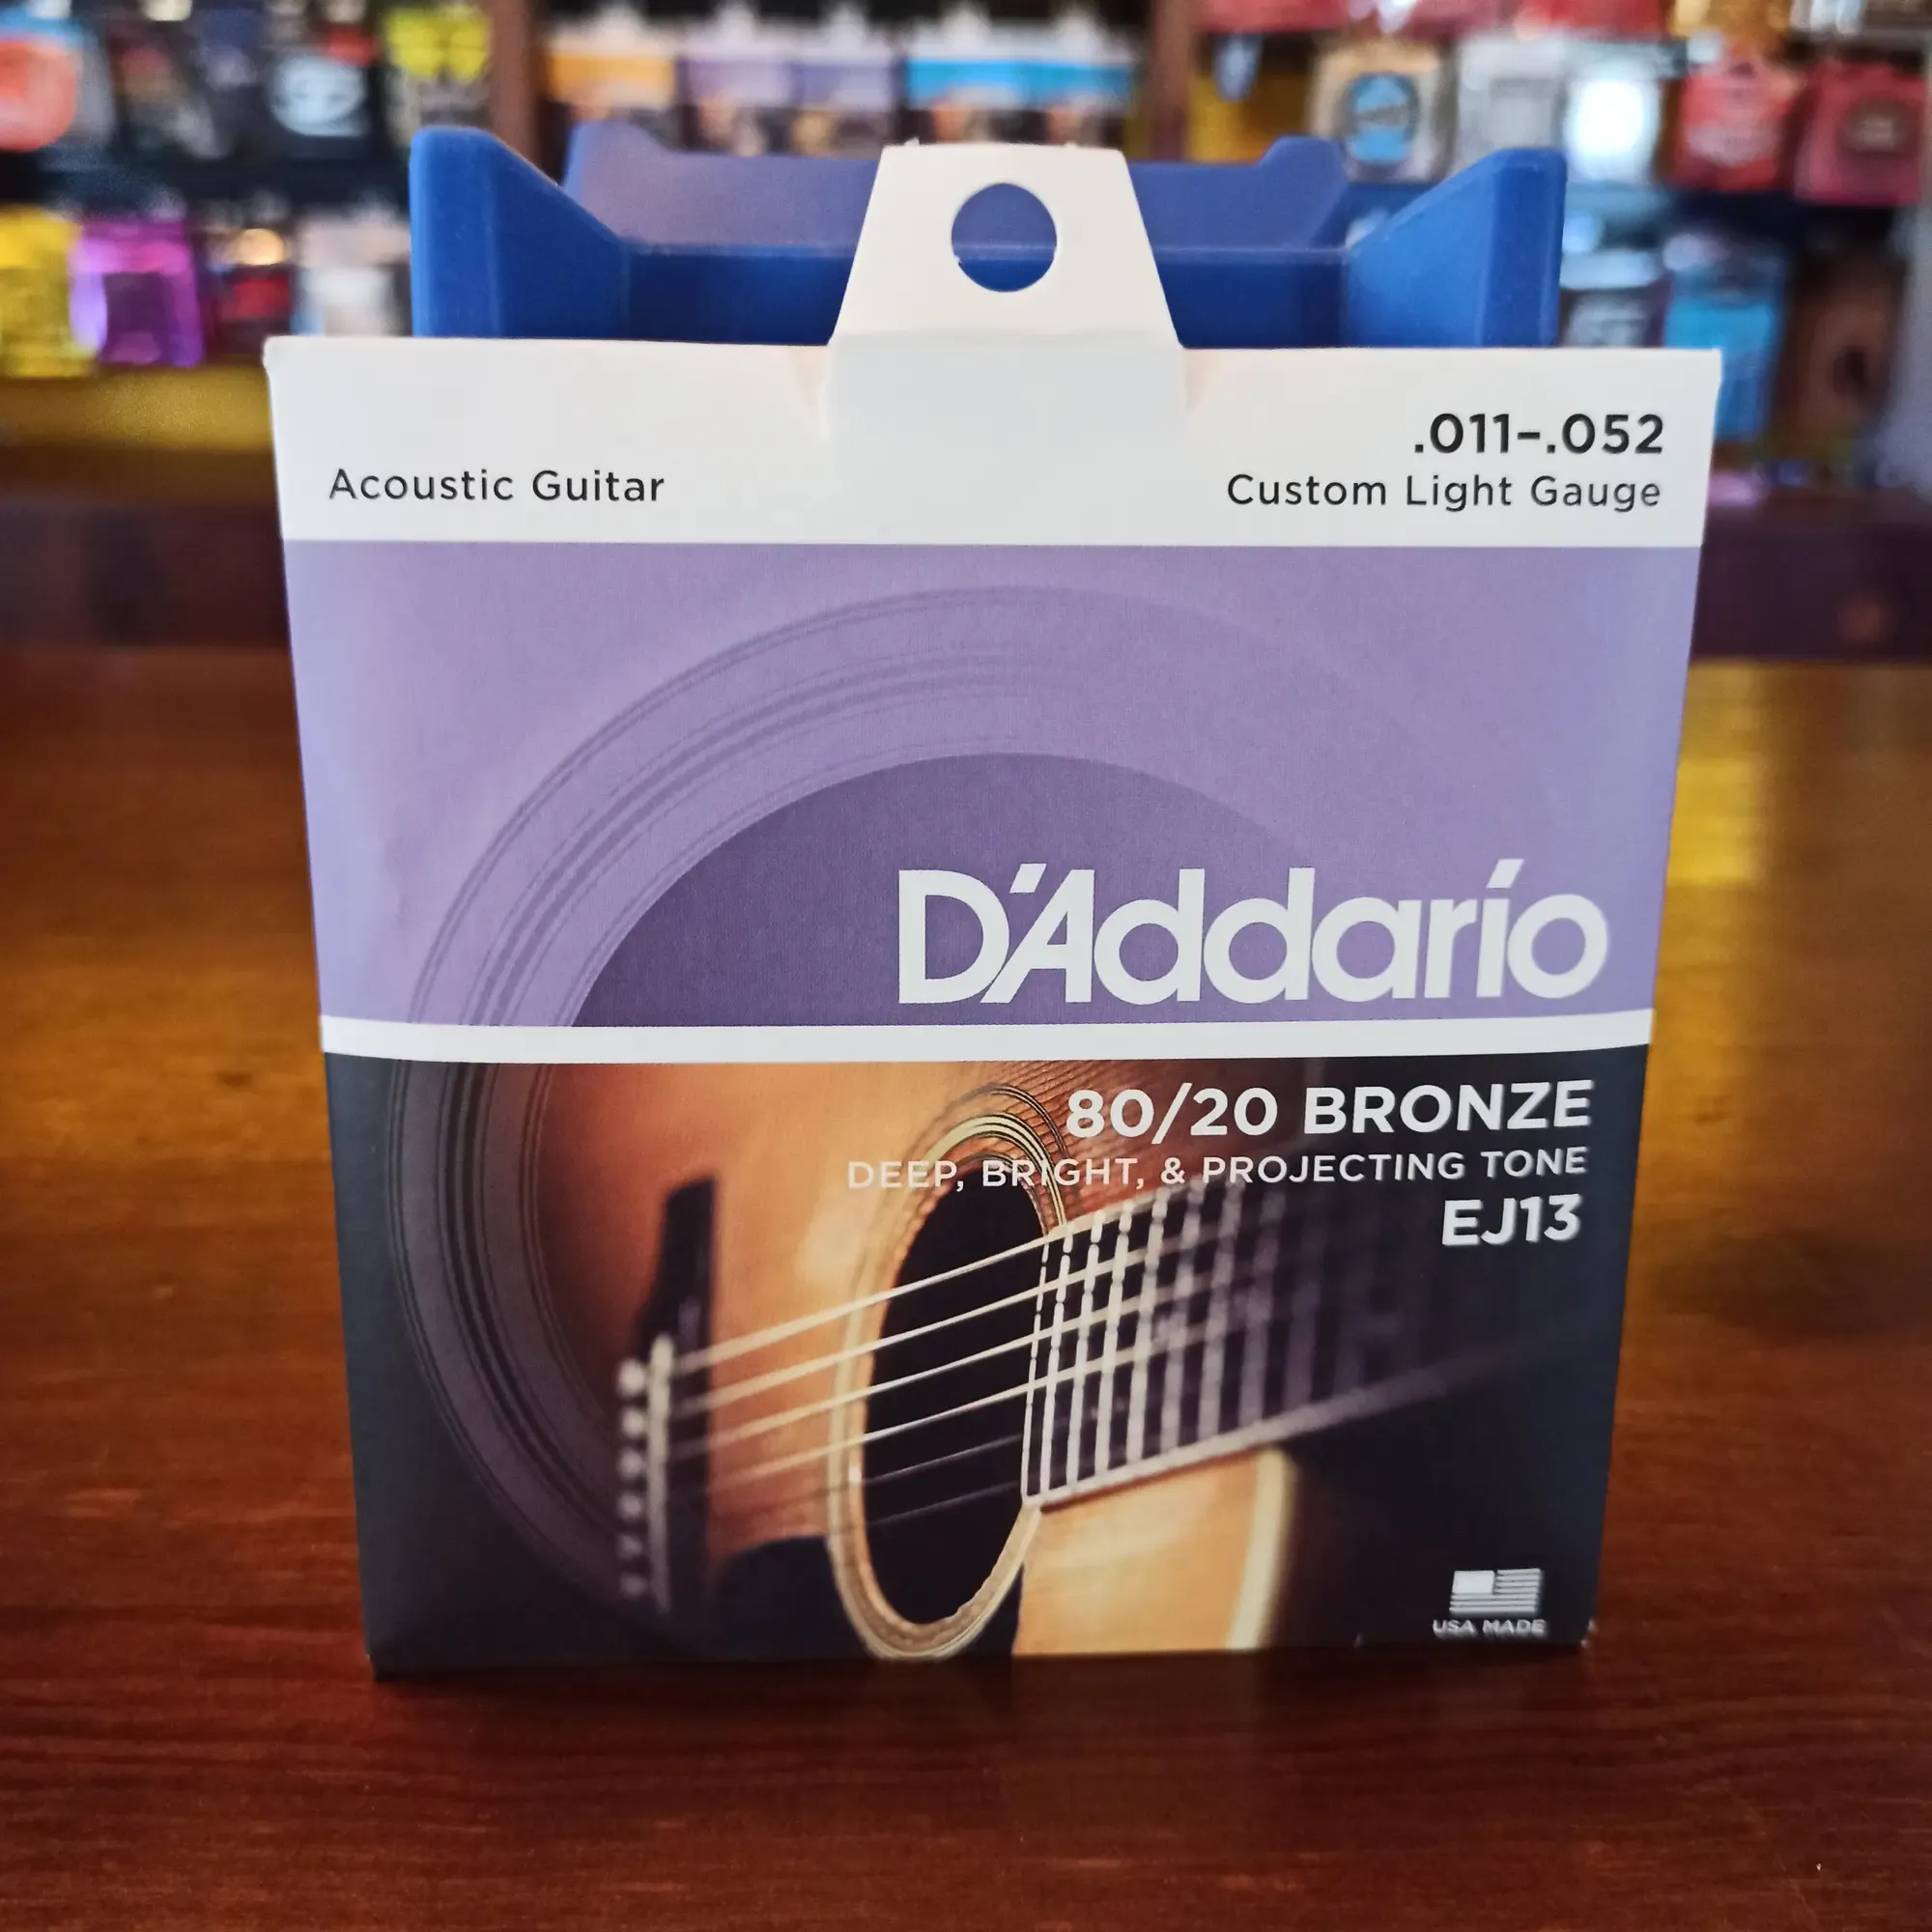 Acoustic Guitar
.011–.052
Custom Light Gauge
D'Addario
80/20 BRONZE
DEEP, BRIGHT, & PROJECTING TONE
EJ13
USA MADE